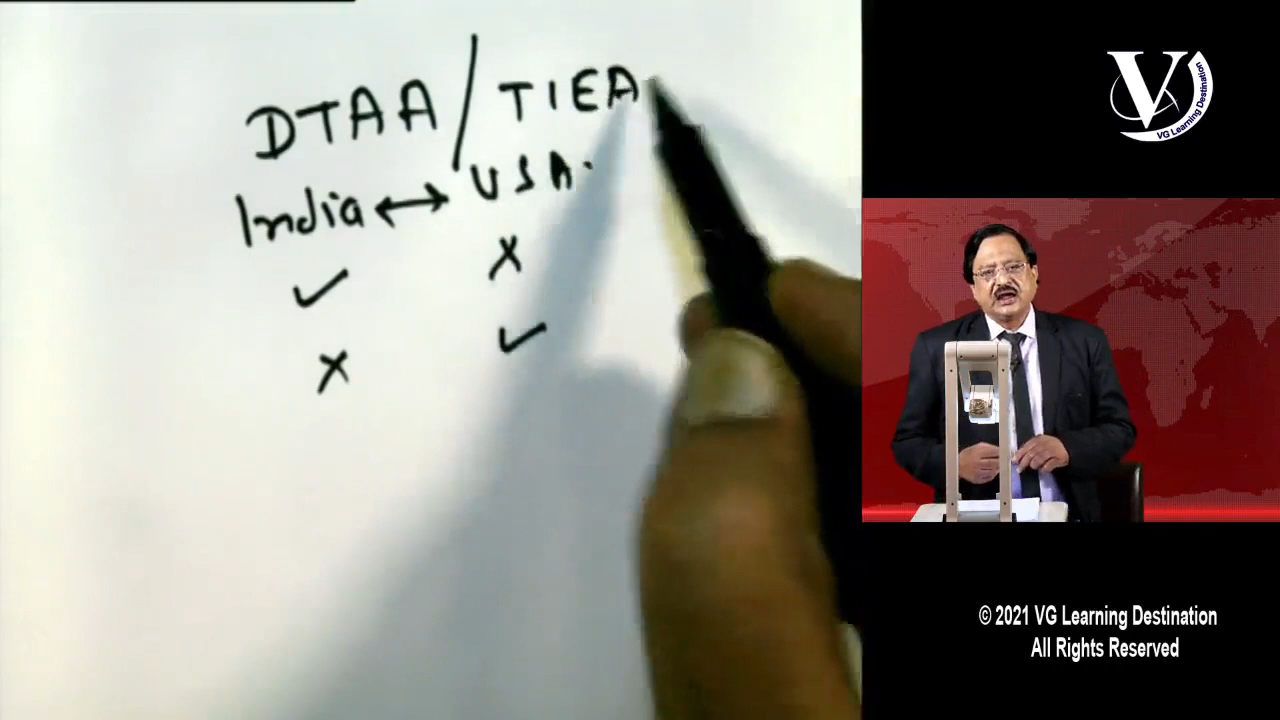 DTAA / TIEA
India ↔ USA.
✓ x
x ✓
V
VG Learning Destination
© 2021 VG Learning Destination
All Rights Reserved